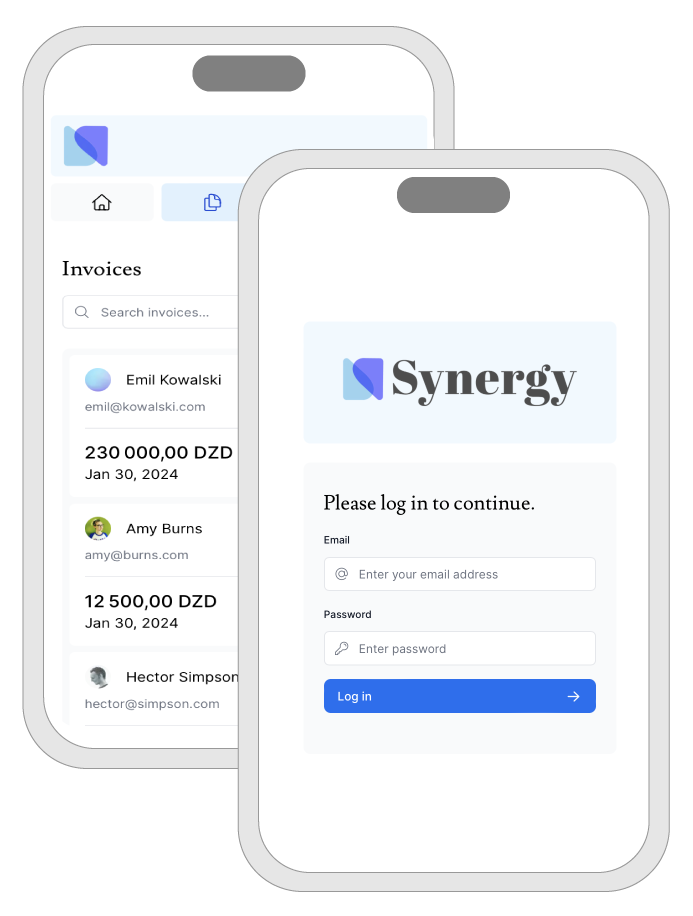 Invoices
Search invoices...
Emil Kowalski
emil@kowalski.com
230 000,00 DZD
Jan 30, 2024
Amy Burns
amy@burns.com
12 500,00 DZD
Jan 30, 2024
Hector Simpson
hector@simpson.com
Synergy
Please log in to continue.
Email
Enter your email address
Password
Enter password
Log in